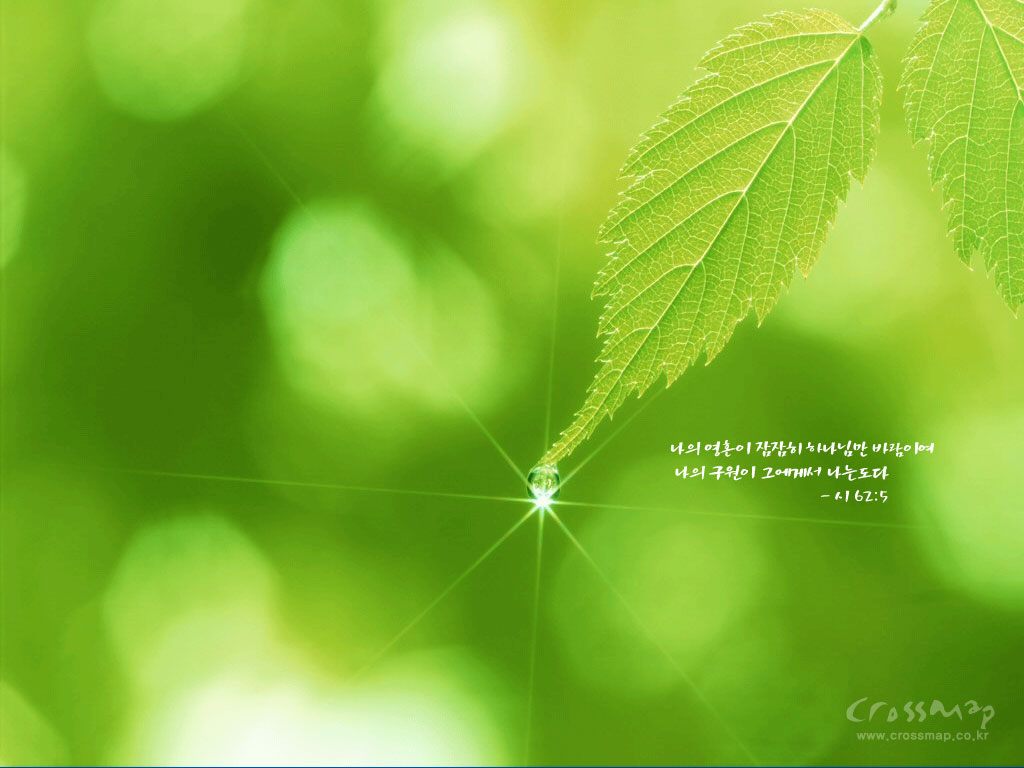 나의 영혼이 잠잠히 하나님만 바람이여
나의 구원이 그에게서 나는도다
- 시 62:5
crossmap
www.crossmap.co.kr